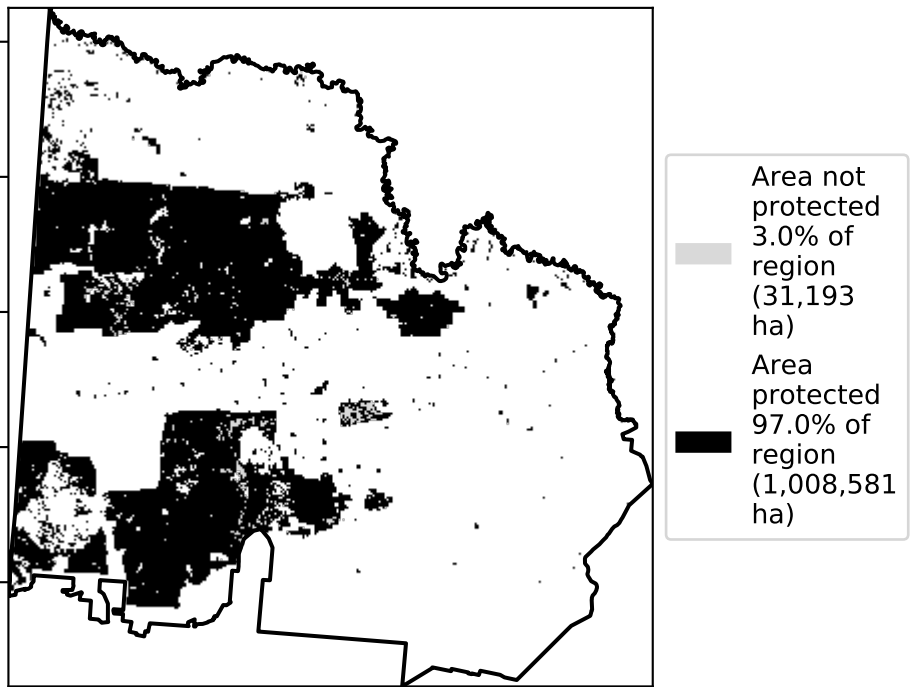 Area not
protected
3.0% of
region
(31,193
ha)
Area
protected
97.0% of
region
(1,008,581
ha)